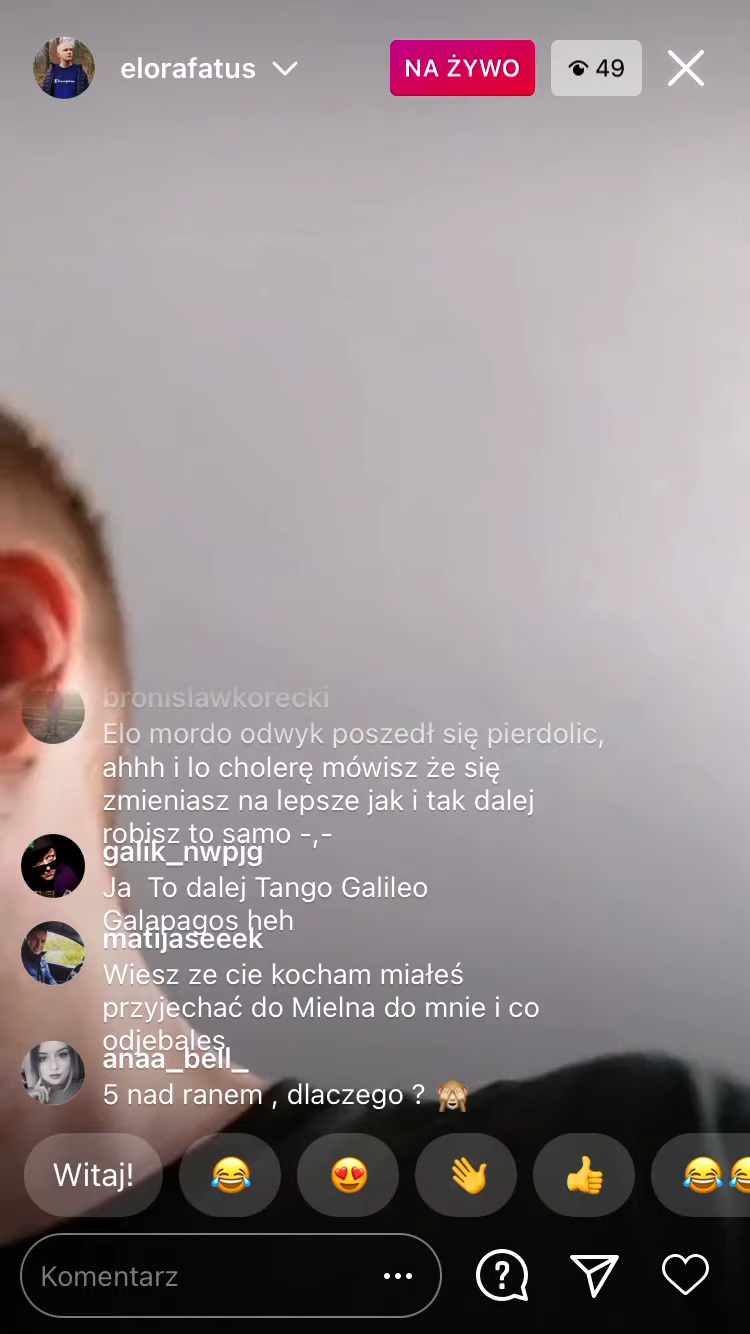 elorafatus
NA ŻYWO
49
bronislawkorecki
Elo mordo odwyk poszedł się pierdolic,
ahhh i lo cholerę mówisz że się
zmieniasz na lepsze jak i tak dalej
robisz to samo -,-
galik_nwpjg
Ja  To dalej Tango Galileo
Galapagos heh
matijaseeek
Wiesz ze cie kocham miałeś
przyjechać do Mielna do mnie i co
odjebales
anaa_bell_
5 nad ranem , dlaczego ? 🙈
Witaj! 😂 😍 👋 👍 😂
Komentarz